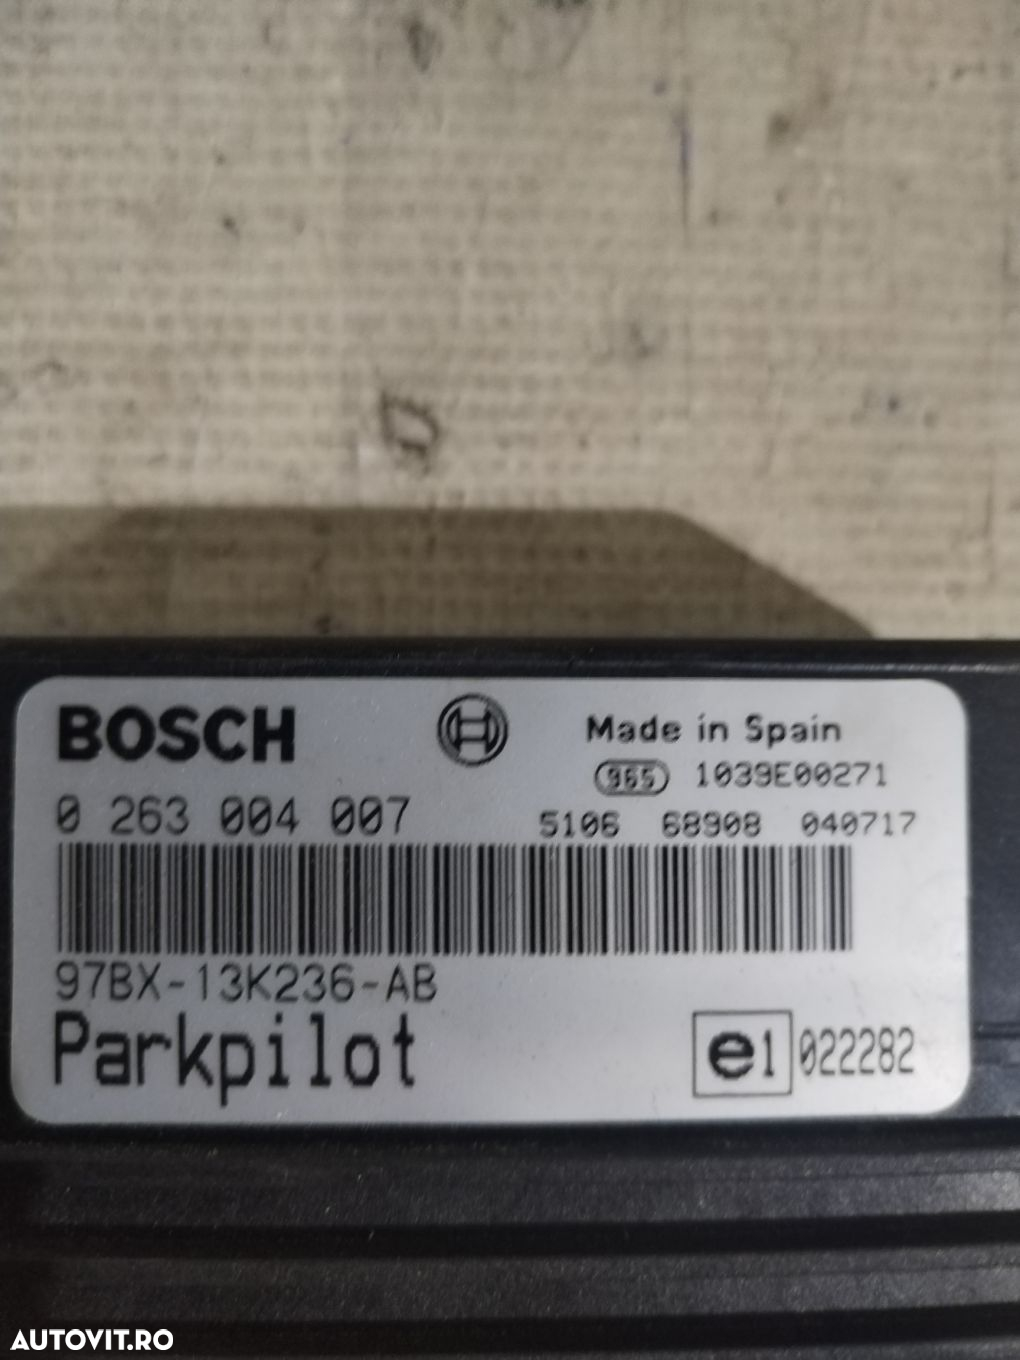 BOSCH
Made in Spain
965 1039E00271
0 263 004 007
5106 68908 040717
97BX-13K236-AB
Parkpilot
e1 022282
AUTOVIT.RO